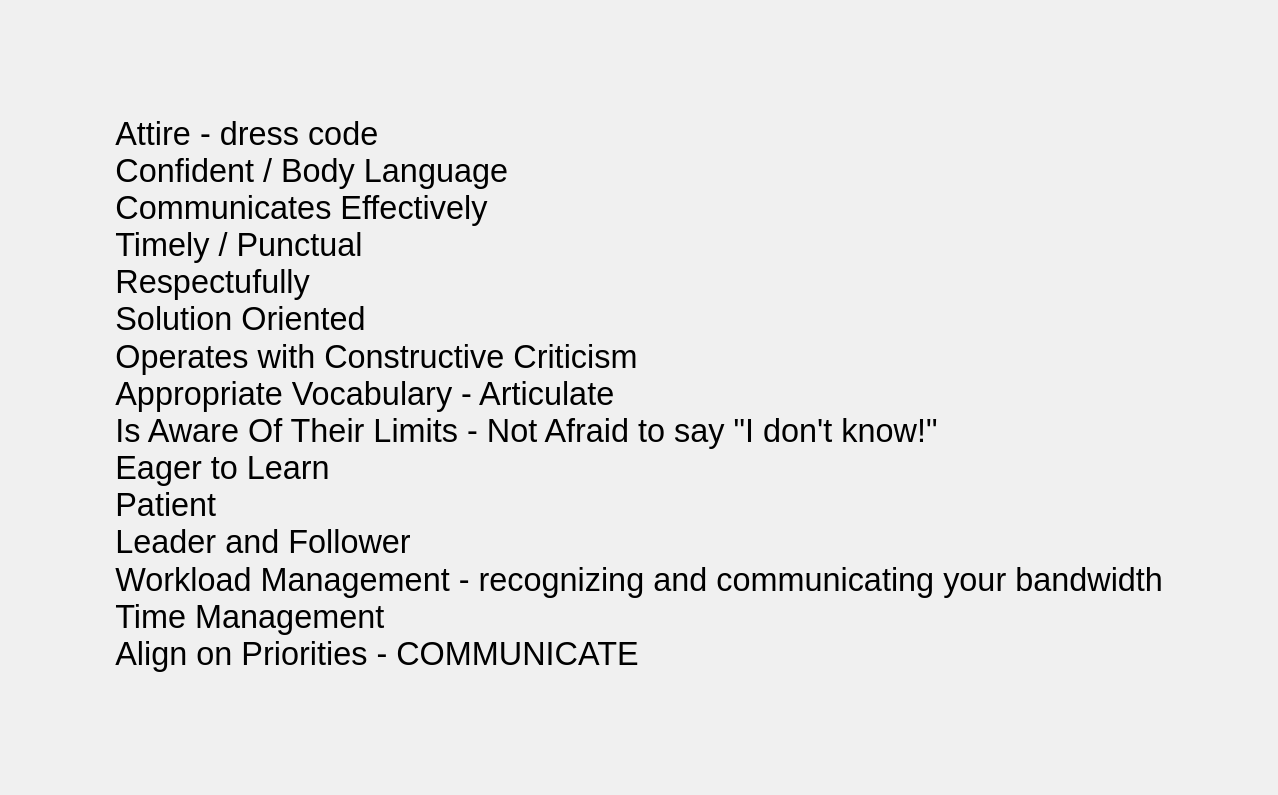 Attire - dress code
Confident / Body Language
Communicates Effectively
Timely / Punctual
Respectufully
Solution Oriented
Operates with Constructive Criticism
Appropriate Vocabulary - Articulate
Is Aware Of Their Limits - Not Afraid to say "I don't know!"
Eager to Learn
Patient
Leader and Follower
Workload Management - recognizing and communicating your bandwidth
Time Management
Align on Priorities - COMMUNICATE